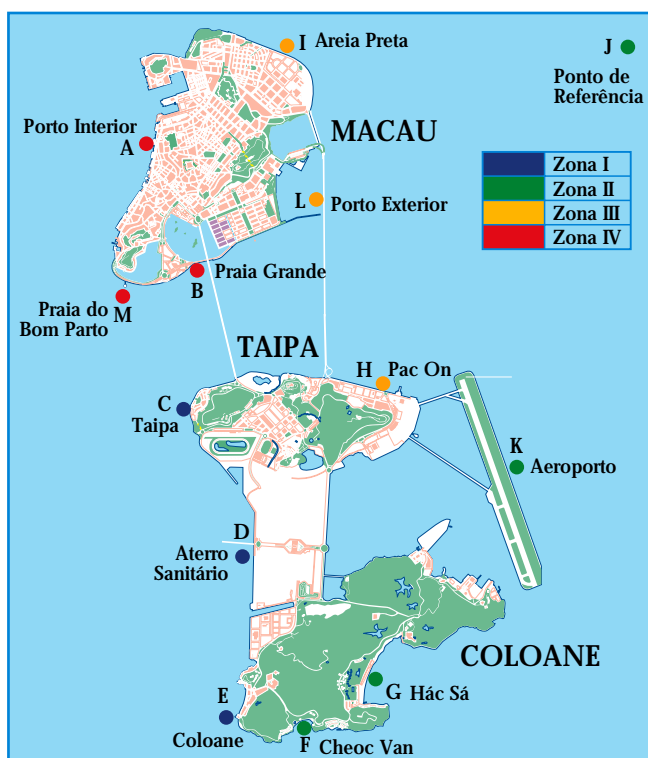 I Areia Preta
J
Ponto de
Referência
MACAU
Porto Interior
A
Zona I
Zona II
Zona III
Zona IV
L
Porto Exterior
Praia Grande
B
M
Praia do
Bom Parto
TAIPA
H
Pac On
C
Taipa
K
Aeroporto
D
Aterro
Sanitário
COLOANE
G Hác Sá
E
Coloane
F Cheoc Van